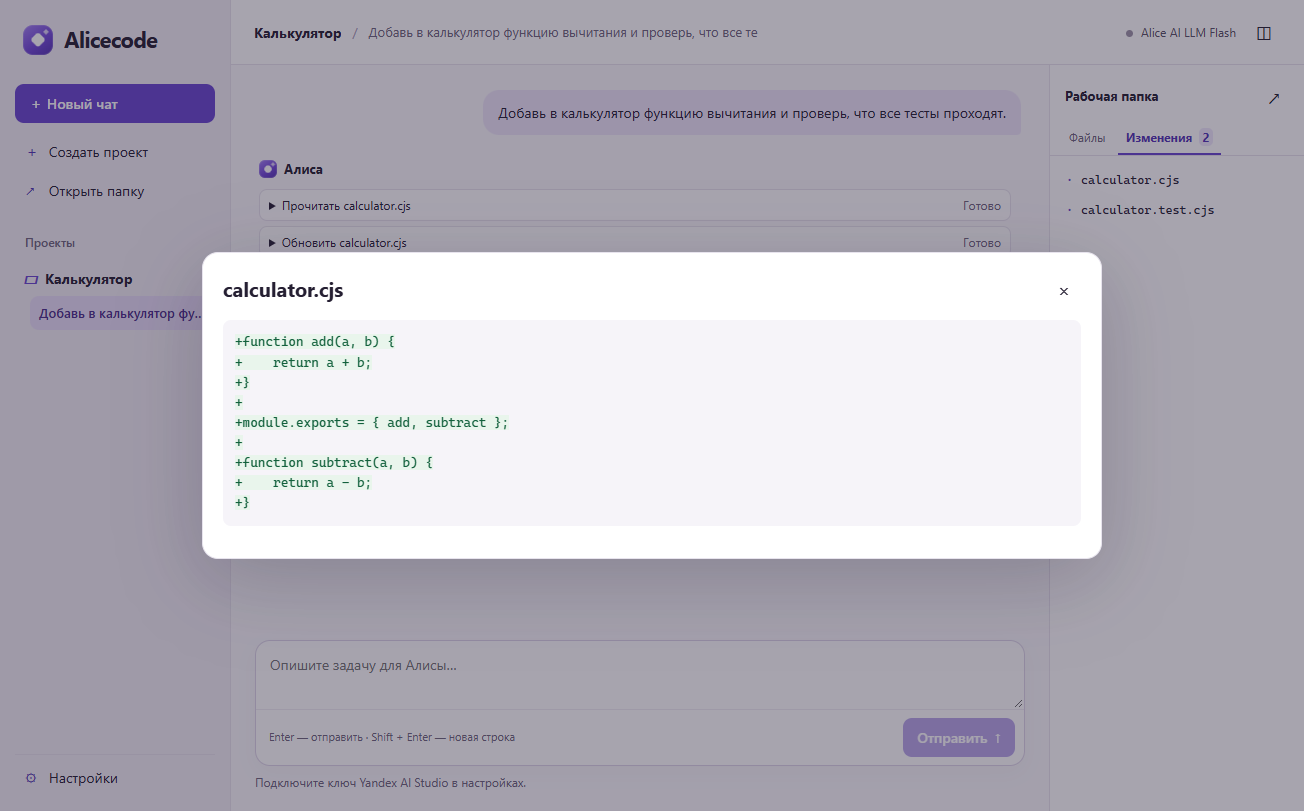 Alicecode
+ Новый чат
+ Создать проект
↗ Открыть папку
Проекты
Калькулятор
Добавь в калькулятор фу...
Настройки
Калькулятор / Добавь в калькулятор функцию вычитания и проверь, что все те
Alice AI LLM Flash
Добавь в калькулятор функцию вычитания и проверь, что все тесты проходят.
Алиса
▶ Прочитать calculator.cjs Готово
▶ Обновить calculator.cjs Готово
calculator.cjs ×
+function add(a, b) {
+    return a + b;
+}
+
+module.exports = { add, subtract };
+
+function subtract(a, b) {
+    return a - b;
+}
Опишите задачу для Алисы...
Enter — отправить · Shift + Enter — новая строка
Отправить ↑
Подключите ключ Yandex AI Studio в настройках.
Рабочая папка ↗
Файлы Изменения 2
· calculator.cjs
· calculator.test.cjs